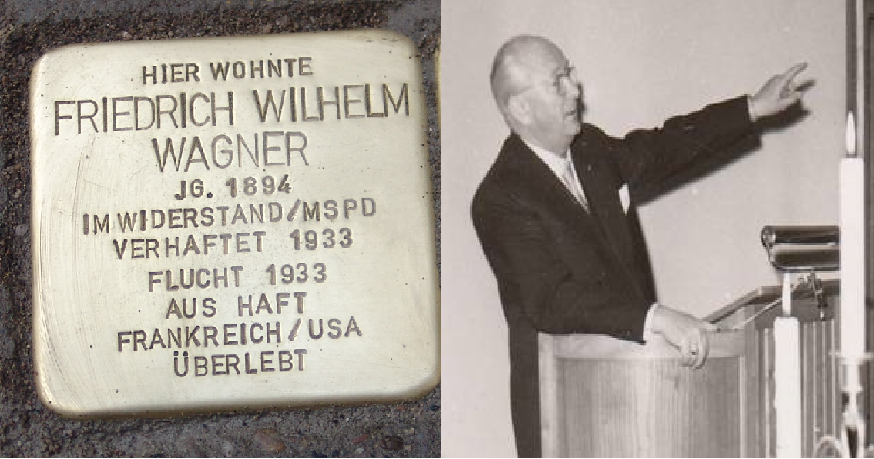 HIER WOHNTE
FRIEDRICH WILHELM
WAGNER
JG. 1894
IM WIDERSTAND/MSPD
VERHAFTET 1933
FLUCHT 1933
AUS HAFT
FRANKREICH/USA
ÜBERLEBT